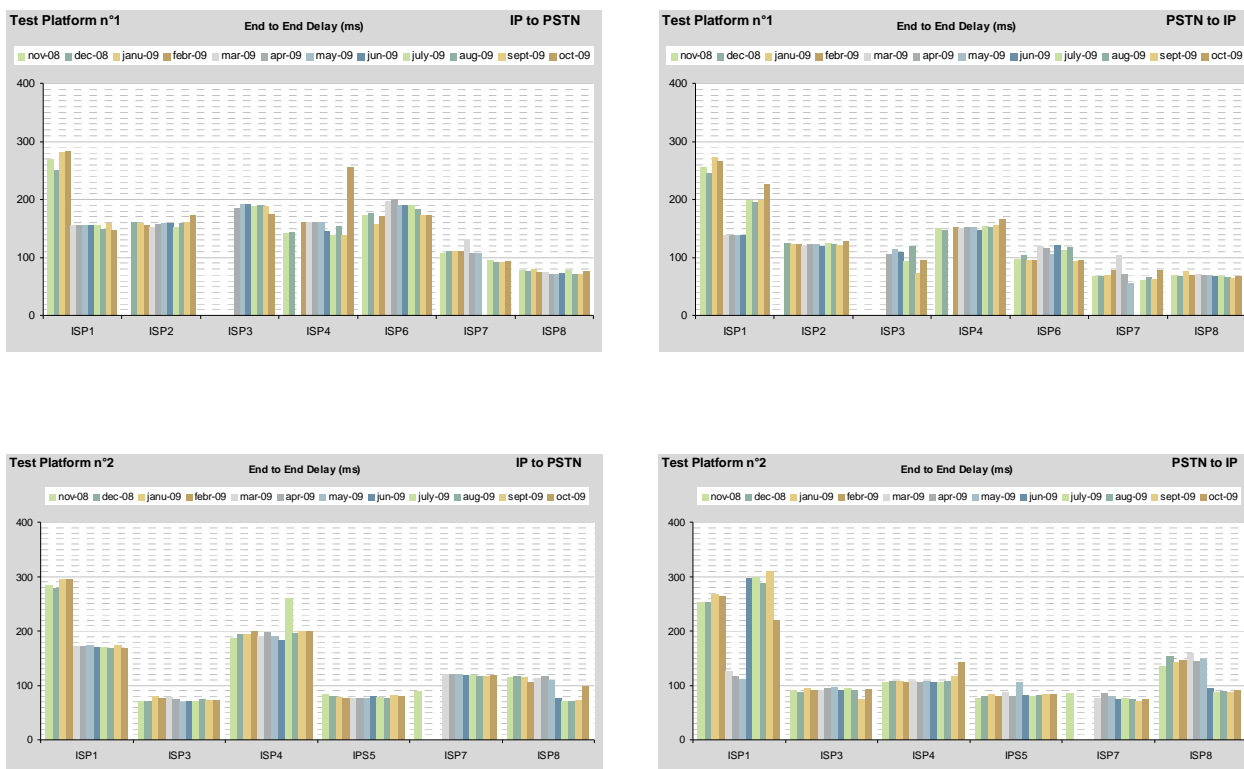 Test Platform n°1 End to End Delay (ms) IP to PSTN
nov-08 dec-08 janu-09 febr-09 mar-09 apr-09 may-09 jun-09 july-09 aug-09 sept-09 oct-09
400
300
200
100
0
ISP1 ISP2 ISP3 ISP4 ISP6 ISP7 ISP8
Test Platform n°1 End to End Delay (ms) PSTN to IP
nov-08 dec-08 janu-09 febr-09 mar-09 apr-09 may-09 jun-09 july-09 aug-09 sept-09 oct-09
400
300
200
100
0
ISP1 ISP2 ISP3 ISP4 ISP6 ISP7 ISP8
Test Platform n°2 End to End Delay (ms) IP to PSTN
nov-08 dec-08 janu-09 febr-09 mar-09 apr-09 may-09 jun-09 july-09 aug-09 sept-09 oct-09
400
300
200
100
0
ISP1 ISP3 ISP4 IPS5 ISP7 ISP8
Test Platform n°2 End to End Delay (ms) PSTN to IP
nov-08 dec-08 janu-09 febr-09 mar-09 apr-09 may-09 jun-09 july-09 aug-09 sept-09 oct-09
400
300
200
100
0
ISP1 ISP3 ISP4 IPS5 ISP7 ISP8